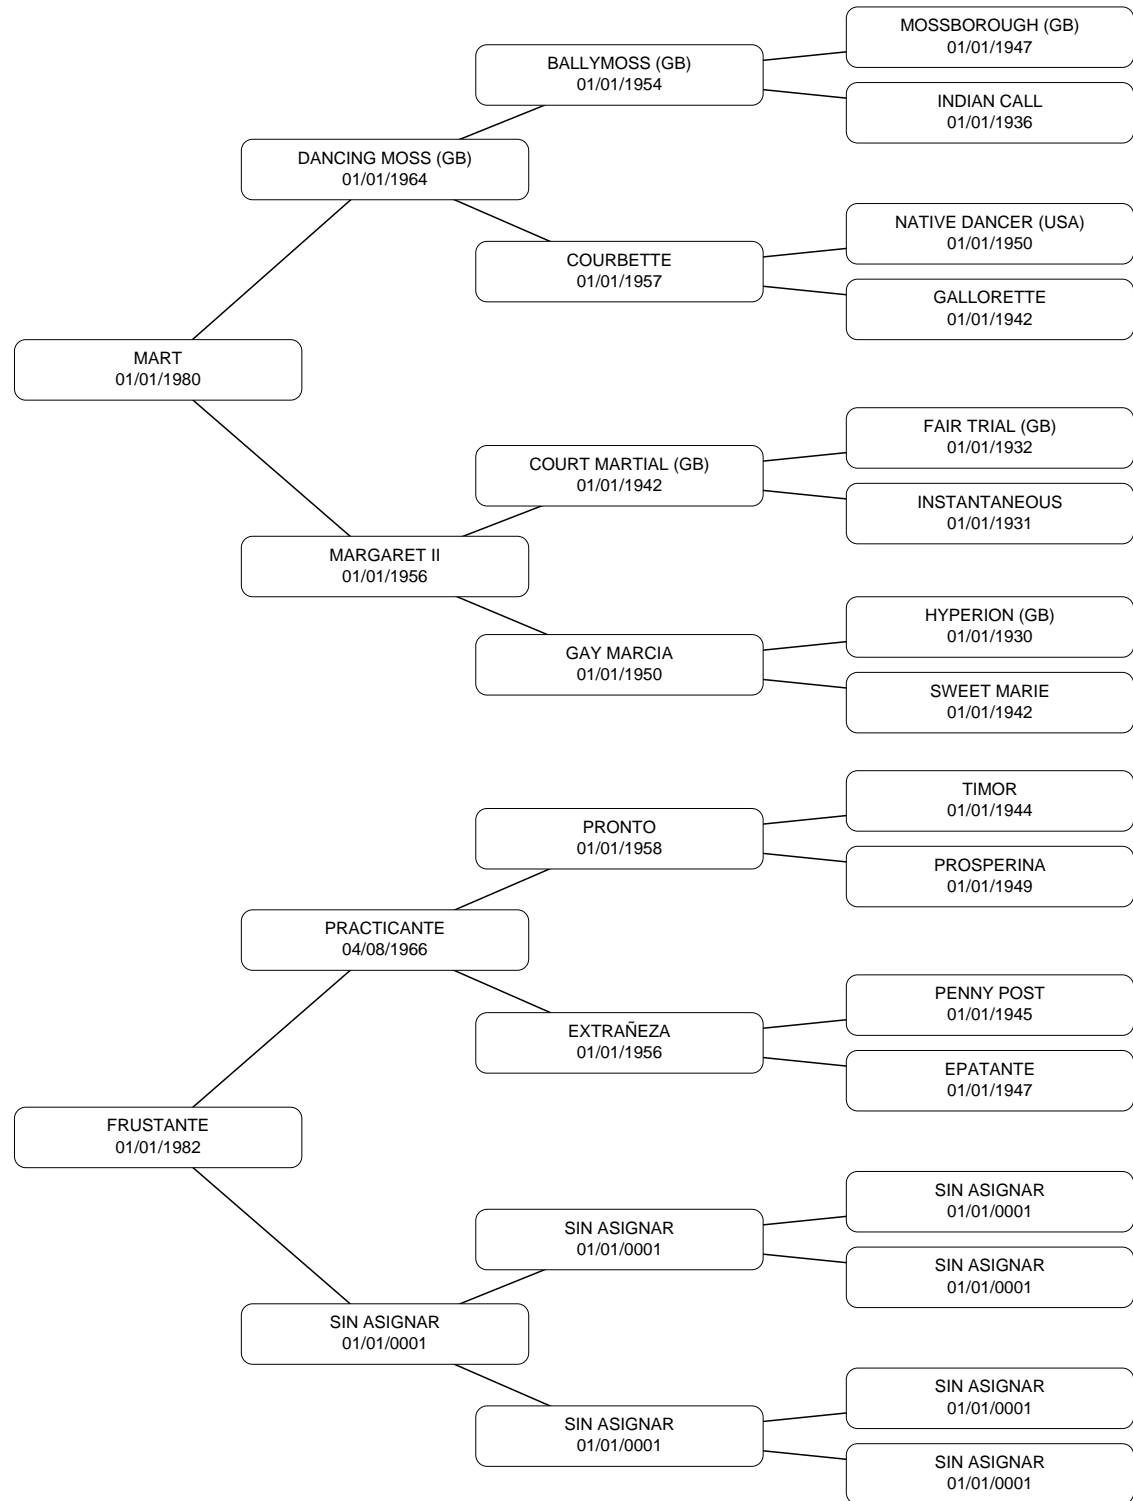 MOSSBOROUGH (GB)
01/01/1947
BALLYMOSS (GB)
01/01/1954
INDIAN CALL
01/01/1936
DANCING MOSS (GB)
01/01/1964
NATIVE DANCER (USA)
01/01/1950
COURBETTE
01/01/1957
GALLORETTE
01/01/1942
MART
01/01/1980
FAIR TRIAL (GB)
01/01/1932
COURT MARTIAL (GB)
01/01/1942
INSTANTANEOUS
01/01/1931
MARGARET II
01/01/1956
HYPERION (GB)
01/01/1930
GAY MARCIA
01/01/1950
SWEET MARIE
01/01/1942
TIMOR
01/01/1944
PRONTO
01/01/1958
PROSPERINA
01/01/1949
PRACTICANTE
04/08/1966
PENNY POST
01/01/1945
EXTRAÑEZA
01/01/1956
EPATANTE
01/01/1947
FRUSTANTE
01/01/1982
SIN ASIGNAR
01/01/0001
SIN ASIGNAR
01/01/0001
SIN ASIGNAR
01/01/0001
SIN ASIGNAR
01/01/0001
SIN ASIGNAR
01/01/0001
SIN ASIGNAR
01/01/0001
SIN ASIGNAR
01/01/0001